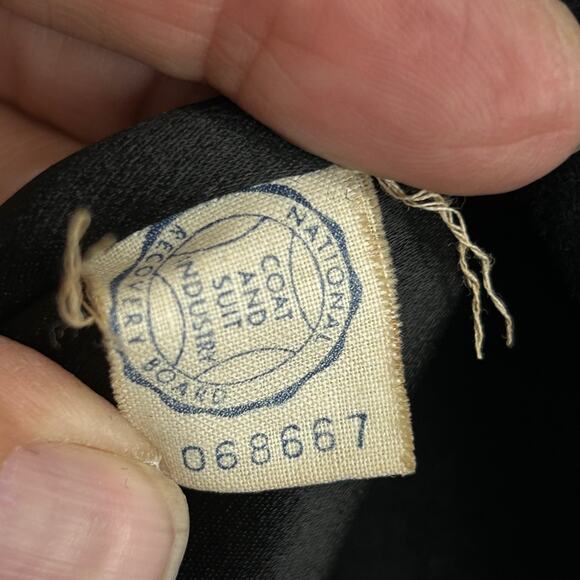 NATIONAL
RECOVERY BOARD
COAT
AND
SUIT
INDUSTRY
068667